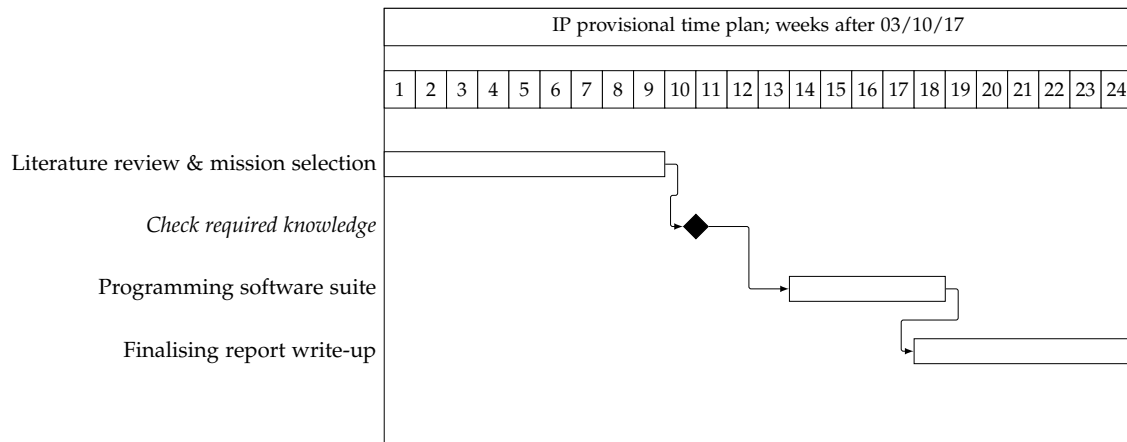 IP provisional time plan; weeks after 03/10/17
1 2 3 4 5 6 7 8 9 10 11 12 13 14 15 16 17 18 19 20 21 22 23 24
Literature review & mission selection
Check required knowledge
Programming software suite
Finalising report write-up